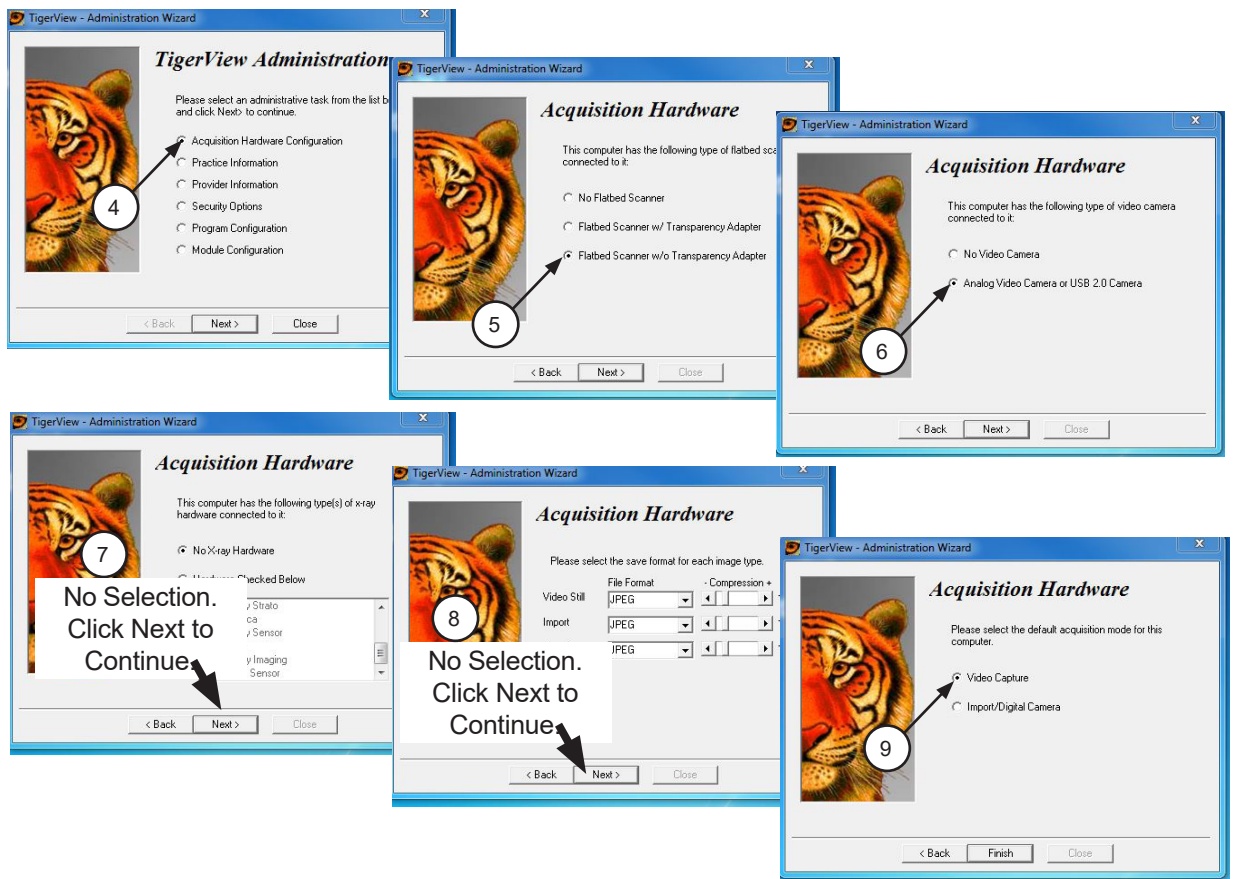 TigerView - Administration Wizard
X
TigerView Administration
Please select an administrative task from the list b
and click Next> to continue.
Acquisition Hardware Configuration
Practice Information
Provider Information
Security Options
Program Configuration
Module Configuration
4
< Back Next > Close
TigerView - Administration Wizard
X
Acquisition Hardware
This computer has the following type of flatbed sca
connected to it:
No Flatbed Scanner
Flatbed Scanner w/ Transparency Adapter
Flatbed Scanner w/o Transparency Adapter
5
< Back Next > Close
TigerView - Administration Wizard
X
Acquisition Hardware
This computer has the following type of video camera
connected to it:
No Video Camera
Analog Video Camera or USB 2.0 Camera
6
< Back Next > Close
TigerView - Administration Wizard
X
Acquisition Hardware
This computer has the following type(s) of x-ray
hardware connected to it:
7
No X-ray Hardware
Checked Below
No Selection.
Click Next to
Continue.
y Strato
ca
y Sensor
y Imaging
Sensor
< Back Next > Close
TigerView - Administration Wizard
X
Acquisition Hardware
Please select the save format for each image type.
File Format - Compression +
Video Still JPEG
Import JPEG
JPEG
8
No Selection.
Click Next to
Continue.
< Back Next > Close
TigerView - Administration Wizard
X
Acquisition Hardware
Please select the default acquisition mode for this
computer.
Video Capture
Import/Digital Camera
9
< Back Finish Close